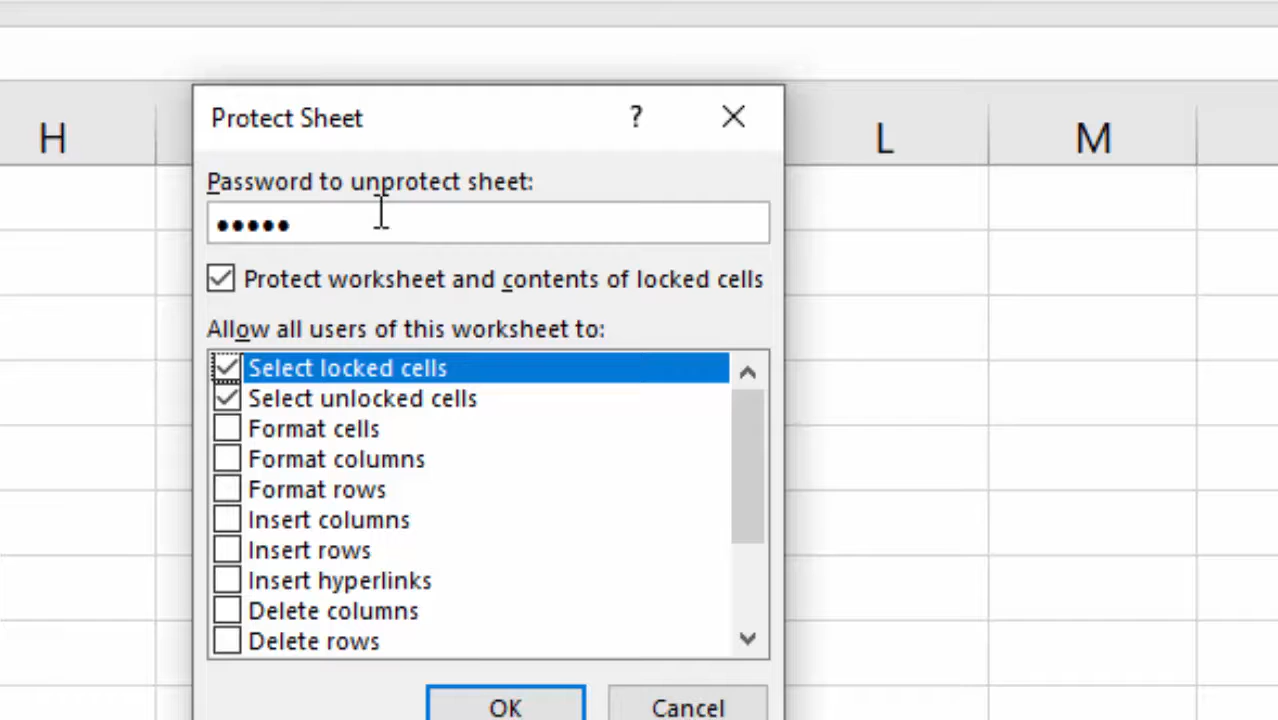 Protect Sheet ?
H L M
Password to unprotect sheet:
•••••
Protect worksheet and contents of locked cells
Allow all users of this worksheet to:
Select locked cells
Select unlocked cells
Format cells
Format columns
Format rows
Insert columns
Insert rows
Insert hyperlinks
Delete columns
Delete rows
OK Cancel